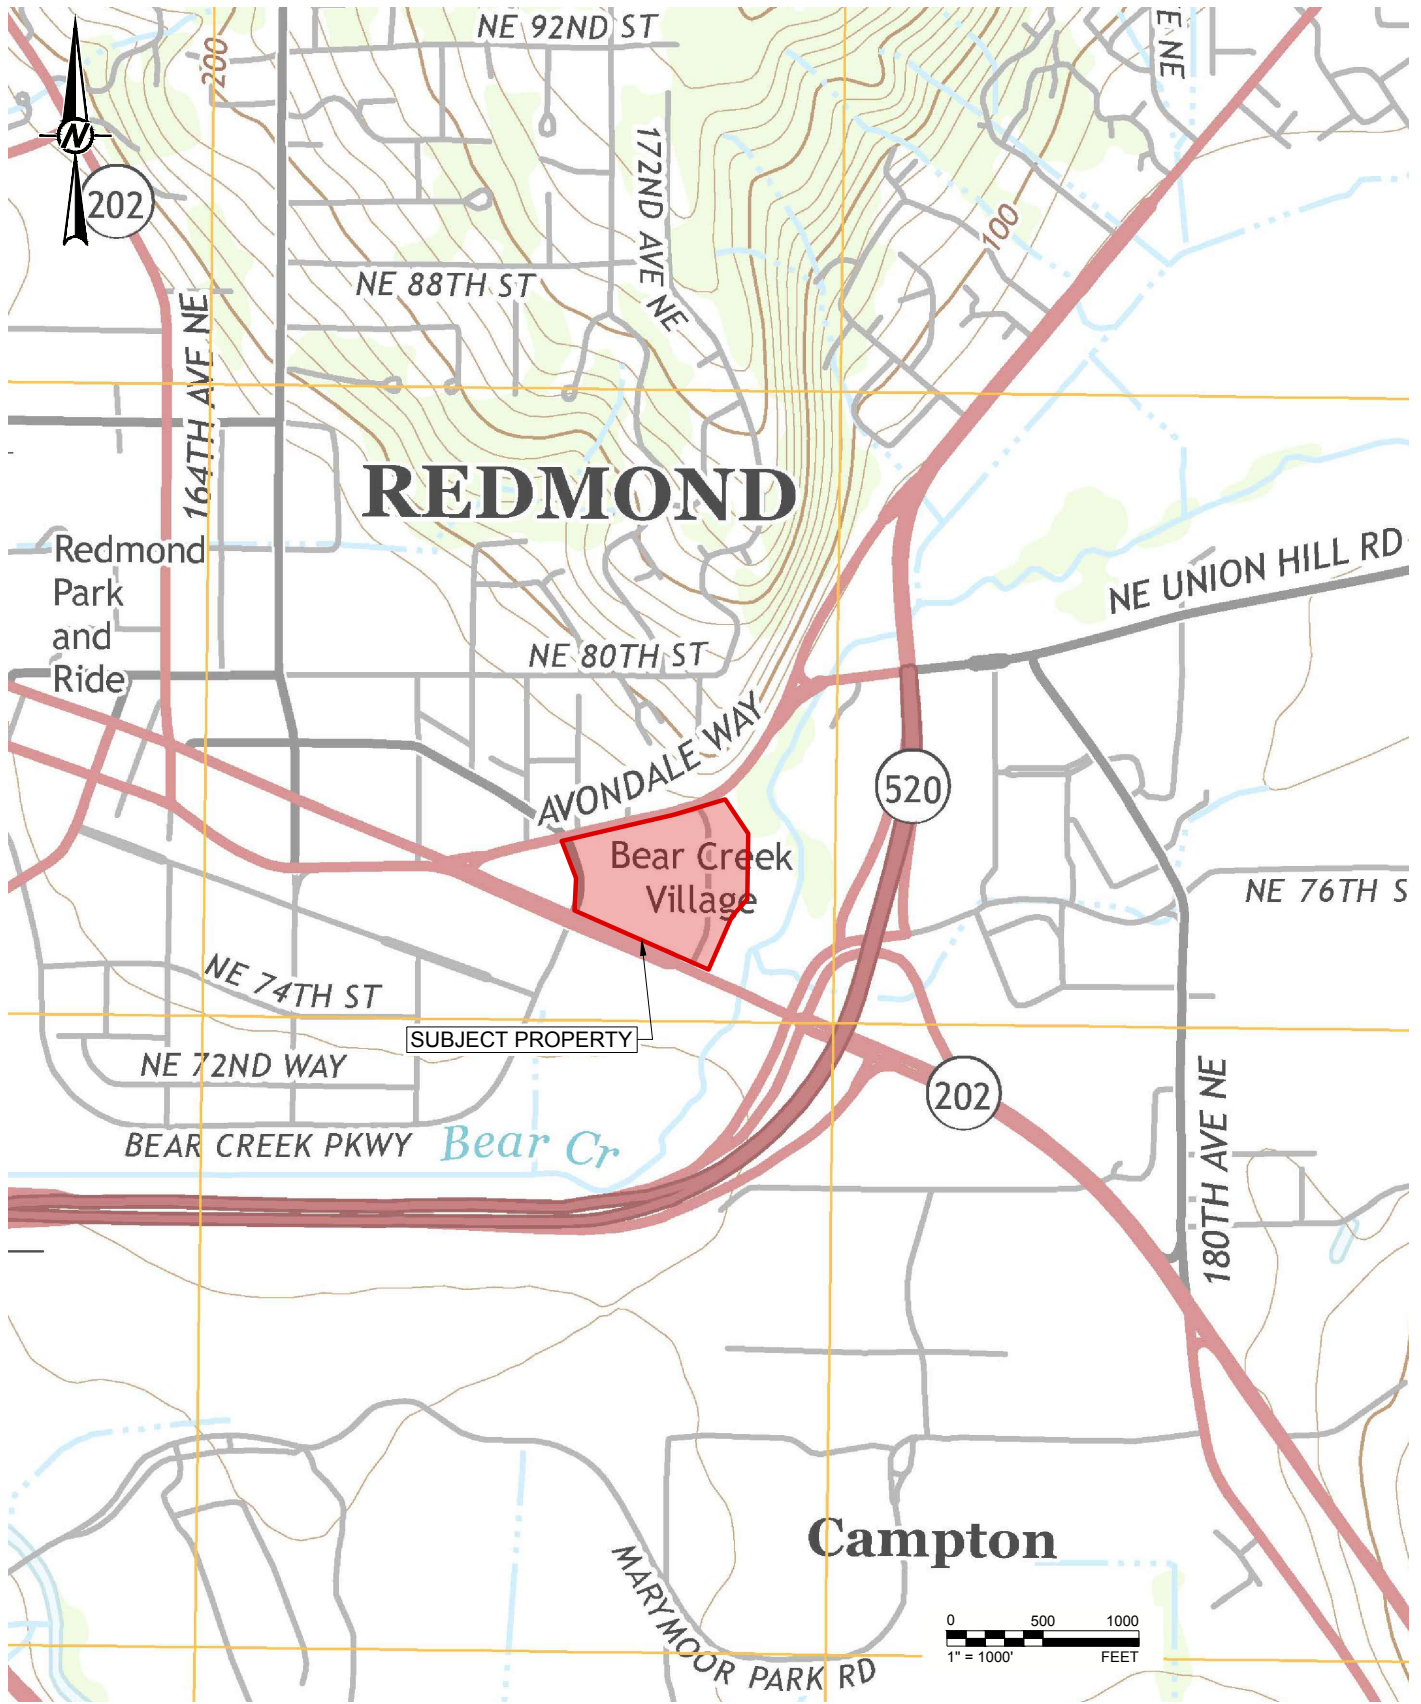 NE 92ND ST
E NE
200
N
172ND AVE NE
202
100
NE 88TH ST
164TH AVE NE
REDMOND
Redmond
Park
and
Ride
NE UNION HILL RD
NE 80TH ST
AVONDALE WAY
520
Bear Creek
Village
NE 76TH S
NE 74TH ST
SUBJECT PROPERTY
NE 72ND WAY
202
BEAR CREEK PKWY
Bear Cr
180TH AVE NE
Campton
MARYMOOR PARK RD
0 500 1000
1" = 1000' FEET